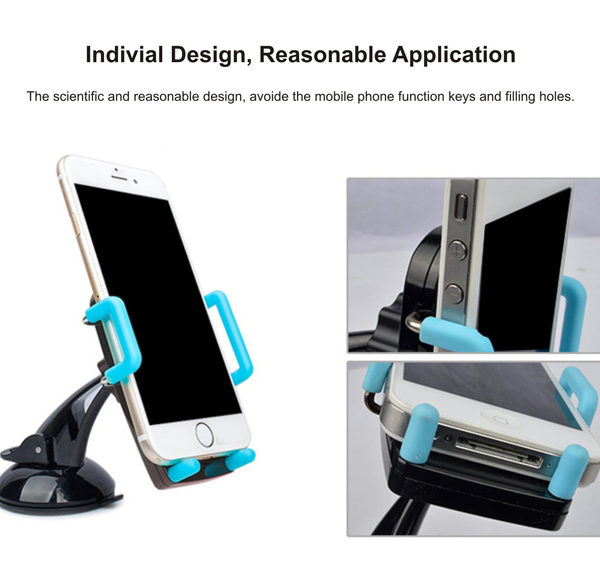 Indivial Design, Reasonable Application
The scientific and reasonable design, avoide the mobile phone function keys and filling holes.